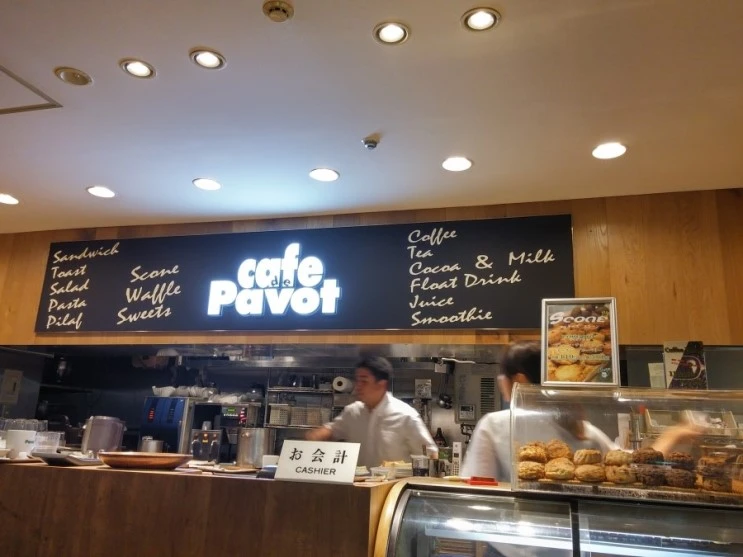 Sandwich
Toast
Salad
Pasta
Pilaf
Scone
Waffle
Sweets
cafe
de
Pavot
Coffee
Tea
Cocoa & Milk
Float Drink
Juice
Smoothie
Scone
お会計
CASHIER